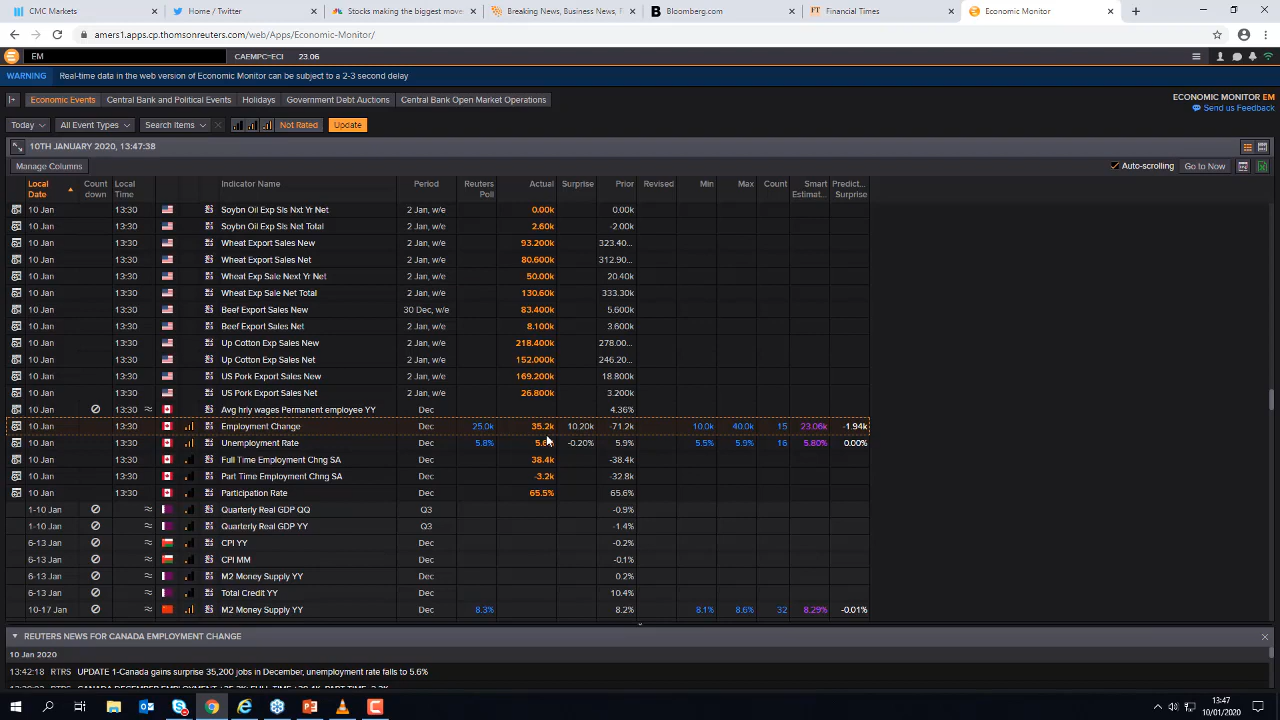 CMC Markets
Home / Twitter
Stocks making the biggest move
Breaking News, Business News, F
Bloomberg.com
Financial Times
Economic Monitor
amers1.apps.cp.thomsonreuters.com/web/Apps/Economic-Monitor/
EM CAEMPC=ECI 23.06
WARNING Real-time data in the web version of Economic Monitor can be subject to a 2-3 second delay
Economic Events Central Bank and Political Events Holidays Government Debt Auctions Central Bank Open Market Operations
ECONOMIC MONITOR EM
Send us Feedback
Today All Event Types Search Items Not Rated Update
10TH JANUARY 2020, 13:47:38
Manage Columns Auto-scrolling Go to Now
Local Date Count down Local Time Indicator Name Period Reuters Poll Actual Surprise Prior Revised Min Max Count Smart Estimat... Predict... Surprise
10 Jan 13:30 Soybn Oil Exp Sls Nxt Yr Net 2 Jan, w/e 0.00k 0.00k
10 Jan 13:30 Soybn Oil Exp Sls Net Total 2 Jan, w/e 2.60k -2.00k
10 Jan 13:30 Wheat Export Sales New 2 Jan, w/e 93.200k 323.40...
10 Jan 13:30 Wheat Export Sales Net 2 Jan, w/e 80.600k 312.90...
10 Jan 13:30 Wheat Exp Sale Next Yr Net 2 Jan, w/e 50.00k 20.40k
10 Jan 13:30 Wheat Exp Sale Net Total 2 Jan, w/e 130.60k 333.30k
10 Jan 13:30 Beef Export Sales New 30 Dec, w/e 83.400k 5.600k
10 Jan 13:30 Beef Export Sales Net 2 Jan, w/e 8.100k 3.600k
10 Jan 13:30 Up Cotton Exp Sales New 2 Jan, w/e 218.400k 278.00...
10 Jan 13:30 Up Cotton Exp Sales Net 2 Jan, w/e 152.000k 246.20...
10 Jan 13:30 US Pork Export Sales New 2 Jan, w/e 169.200k 18.800k
10 Jan 13:30 US Pork Export Sales Net 2 Jan, w/e 26.800k 3.200k
10 Jan 13:30 ≈ Avg hrly wages Permanent employee YY Dec 4.36%
10 Jan 13:30 Employment Change Dec 25.0k 35.2k 10.20k -71.2k 10.0k 40.0k 15 23.06k -1.94k
10 Jan 13:30 Unemployment Rate Dec 5.8% -0.20% 5.9% 5.5% 5.9% 16 5.80% 0.00%
10 Jan 13:30 Full Time Employment Chng SA Dec 38.4k -38.4k
10 Jan 13:30 Part Time Employment Chng SA Dec -3.2k -32.8k
10 Jan 13:30 Participation Rate Dec 65.5% 65.6%
1-10 Jan ≈ Quarterly Real GDP QQ Q3 -0.9%
1-10 Jan ≈ Quarterly Real GDP YY Q3 -1.4%
6-13 Jan ≈ CPI YY Dec -0.2%
6-13 Jan ≈ CPI MM Dec -0.1%
6-13 Jan ≈ M2 Money Supply YY Dec 0.2%
6-13 Jan ≈ Total Credit YY Dec 10.4%
10-17 Jan ≈ M2 Money Supply YY Dec 8.3% 8.2% 8.1% 8.6% 32 8.29% -0.01%
REUTERS NEWS FOR CANADA EMPLOYMENT CHANGE
10 Jan 2020
13:42:18 RTRS UPDATE 1-Canada gains surprise 35,200 jobs in December, unemployment rate falls to 5.6%
13:47
10/01/2020